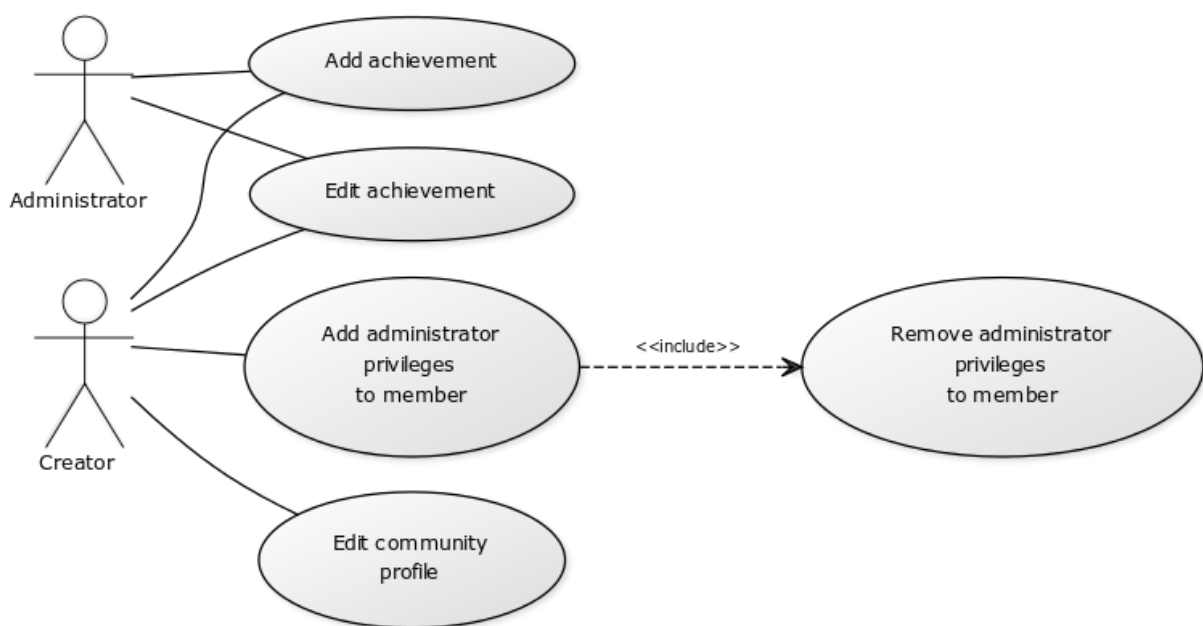 Add achievement
Administrator
Edit achievement
Creator
Add administrator
privileges
to member
<<include>>
Remove administrator
privileges
to member
Edit community
profile